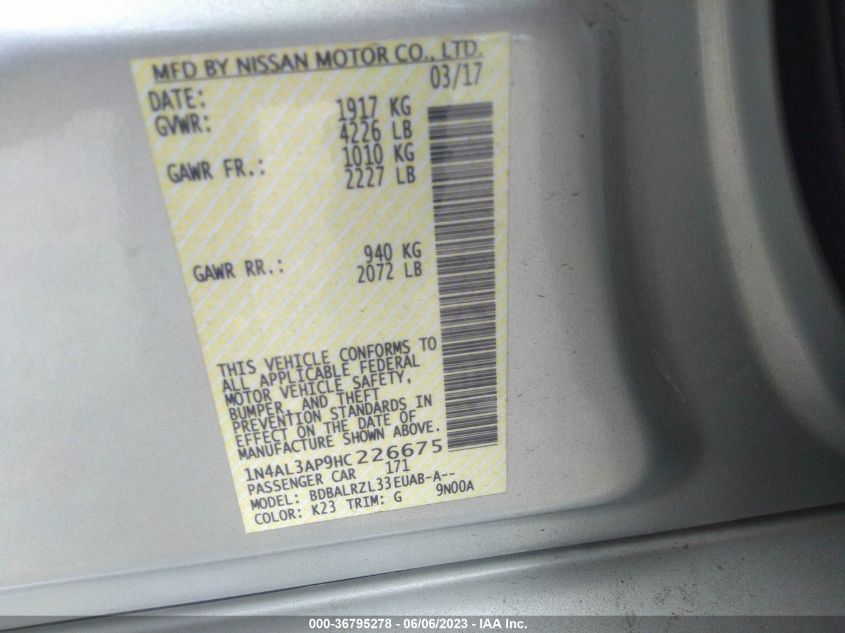 MFD BY NISSAN MOTOR CO., LTD.
DATE: 03/17
GVWR: 1917 KG
4226 LB
GAWR FR.: 1010 KG
2227 LB
GAWR RR.: 940 KG
2072 LB
THIS VEHICLE CONFORMS TO
ALL APPLICABLE FEDERAL
MOTOR VEHICLE SAFETY,
BUMPER, AND THEFT
PREVENTION STANDARDS IN
EFFECT ON THE DATE OF
MANUFACTURE SHOWN ABOVE.
1N4AL3AP9HC226675
PASSENGER CAR 171
MODEL: BDBALRZL33EUAB-A--
COLOR: K23 TRIM: G 9N00A
000-36795278 - 06/06/2023 - IAA Inc.